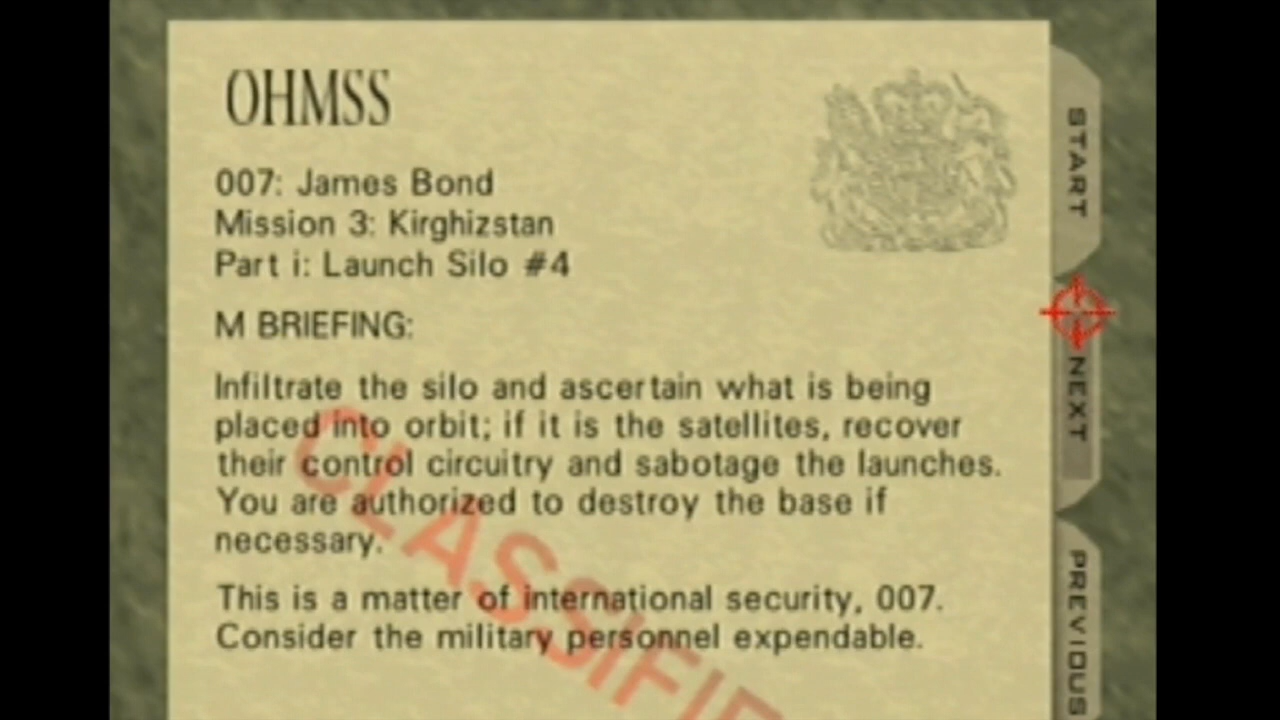 OHMSS
007: James Bond
Mission 3: Kirghizstan
Part i: Launch Silo #4
M BRIEFING:
Infiltrate the silo and ascertain what is being
placed into orbit; if it is the satellites, recover
their control circuitry and sabotage the launches.
You are authorized to destroy the base if
necessary.
This is a matter of international security, 007.
Consider the military personnel expendable.
CLASSIFIE
START
NEXT
PREVIOUS